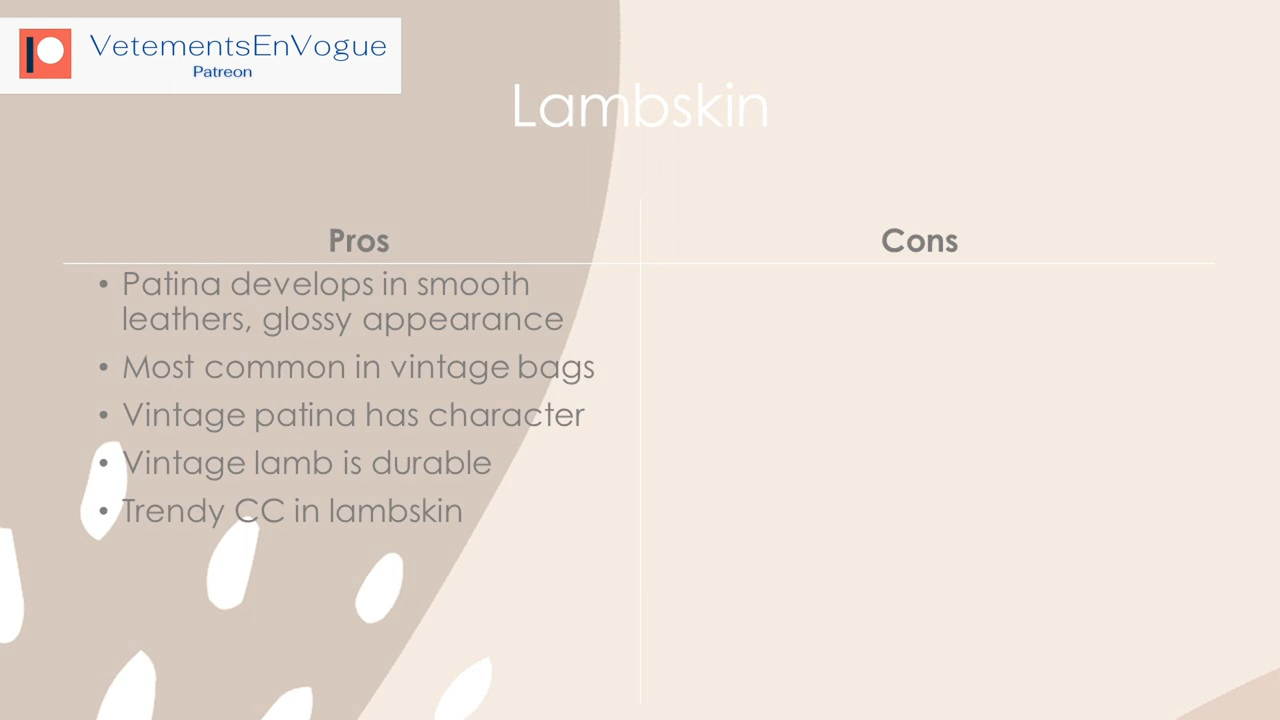 VetementsEnVogue
Patreon
Lambskin
Pros
• Patina develops in smooth
leathers, glossy appearance
• Most common in vintage bags
• Vintage patina has character
• Vintage lamb is durable
• Trendy CC in lambskin
Cons